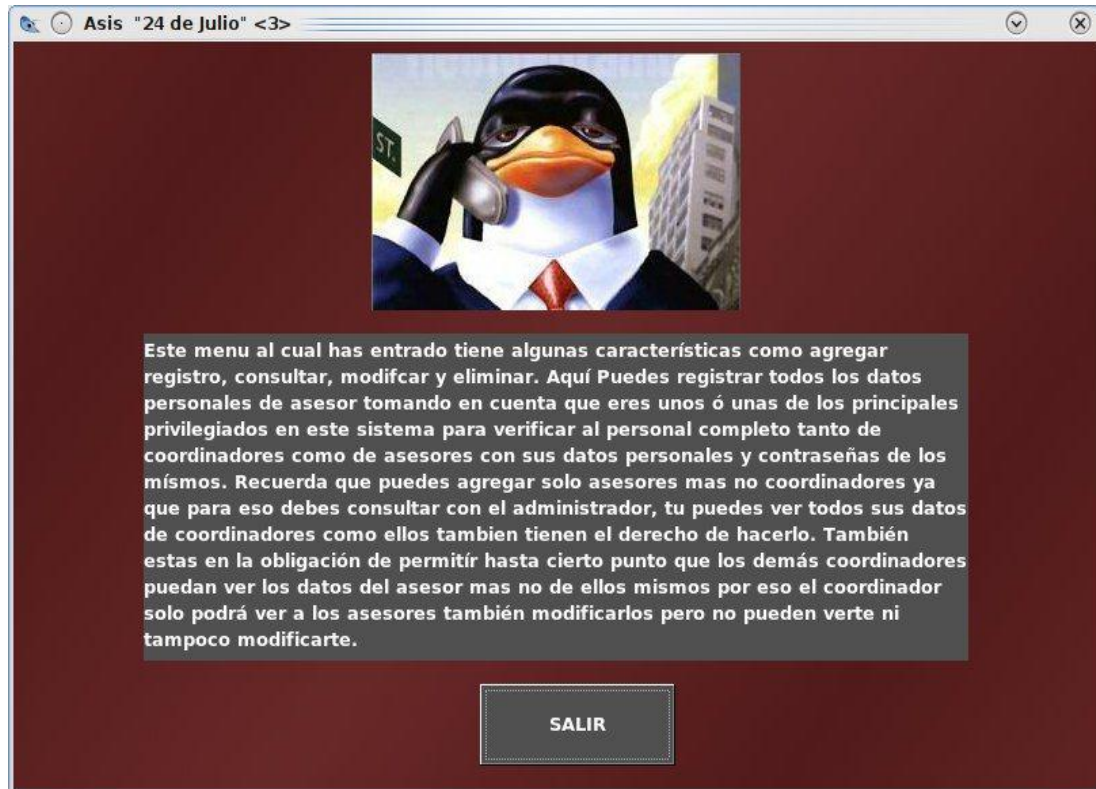 Asis "24 de Julio" <3>
ST.
Este menu al cual has entrado tiene algunas características como agregar
registro, consultar, modifcar y eliminar. Aquí Puedes registrar todos los datos
personales de asesor tomando en cuenta que eres unos ó unas de los principales
privilegiados en este sistema para verificar al personal completo tanto de
coordinadores como de asesores con sus datos personales y contraseñas de los
mísmos. Recuerda que puedes agregar solo asesores mas no coordinadores ya
que para eso debes consultar con el administrador, tu puedes ver todos sus datos
de coordinadores como ellos tambien tienen el derecho de hacerlo. También
estas en la obligación de permitír hasta cierto punto que los demás coordinadores
puedan ver los datos del asesor mas no de ellos mismos por eso el coordinador
solo podrá ver a los asesores también modificarlos pero no pueden verte ni
tampoco modificarte.
SALIR